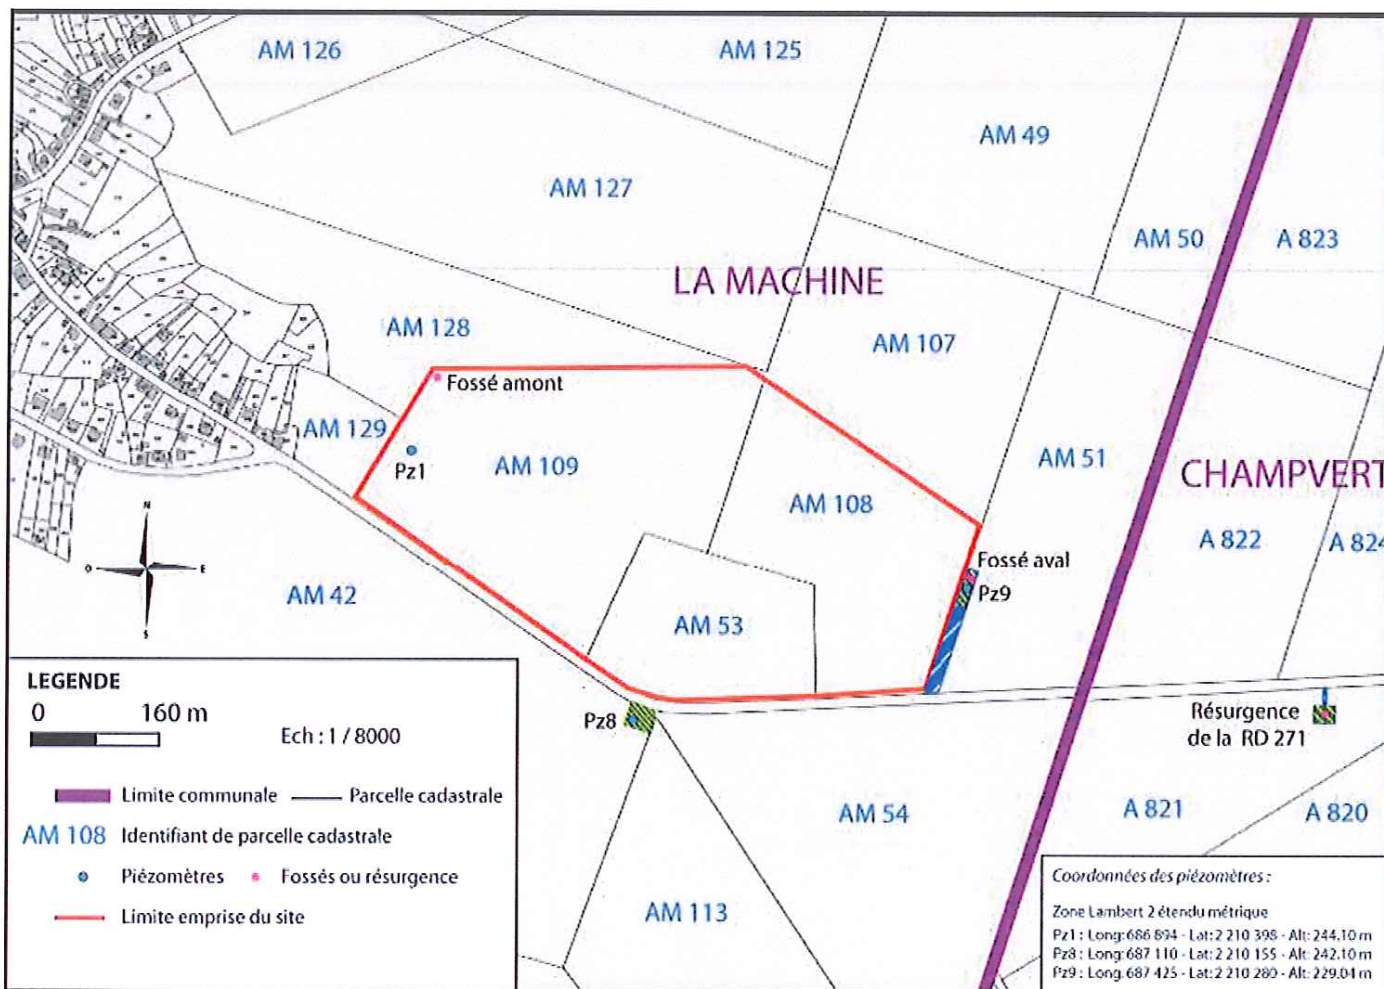 AM 126
AM 125
AM 49
AM 127
AM 50
A 823
LA MACHINE
AM 128
AM 107
Fossé amont
AM 129
Pz1
AM 109
AM 51
CHAMPVERT
AM 108
A 822
A 824
Fossé aval
Pz9
N
O
E
S
AM 42
AM 53
LEGENDE
0 160 m
Ech : 1 / 8000
Limite communale
Parcelle cadastrale
AM 108 Identifiant de parcelle cadastrale
Piézomètres
Fossés ou résurgence
Limite emprise du site
Pz8
Résurgence
de la RD 271
AM 54
A 821
A 820
AM 113
Coordonnées des piézomètres :
Zone Lambert 2 étendu métrique
Pz1 : Long: 686 894 - Lat: 2 210 398 - Alt: 244.10 m
Pz8 : Long: 687 110 - Lat: 2 210 155 - Alt: 242.10 m
Pz9 : Long. 687 425 - Lat: 2 210 280 - Alt: 229.04 m